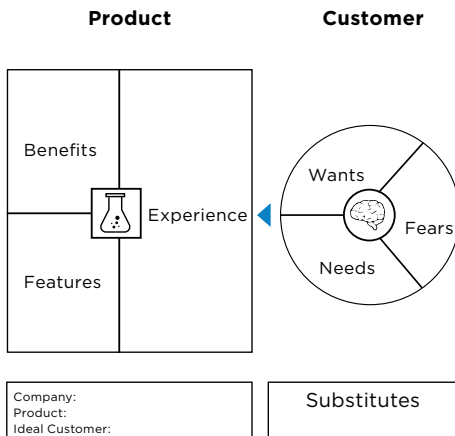 Product
Customer
Benefits
Experience
Features
Wants
Fears
Needs
Company:
Product:
Ideal Customer:
Substitutes